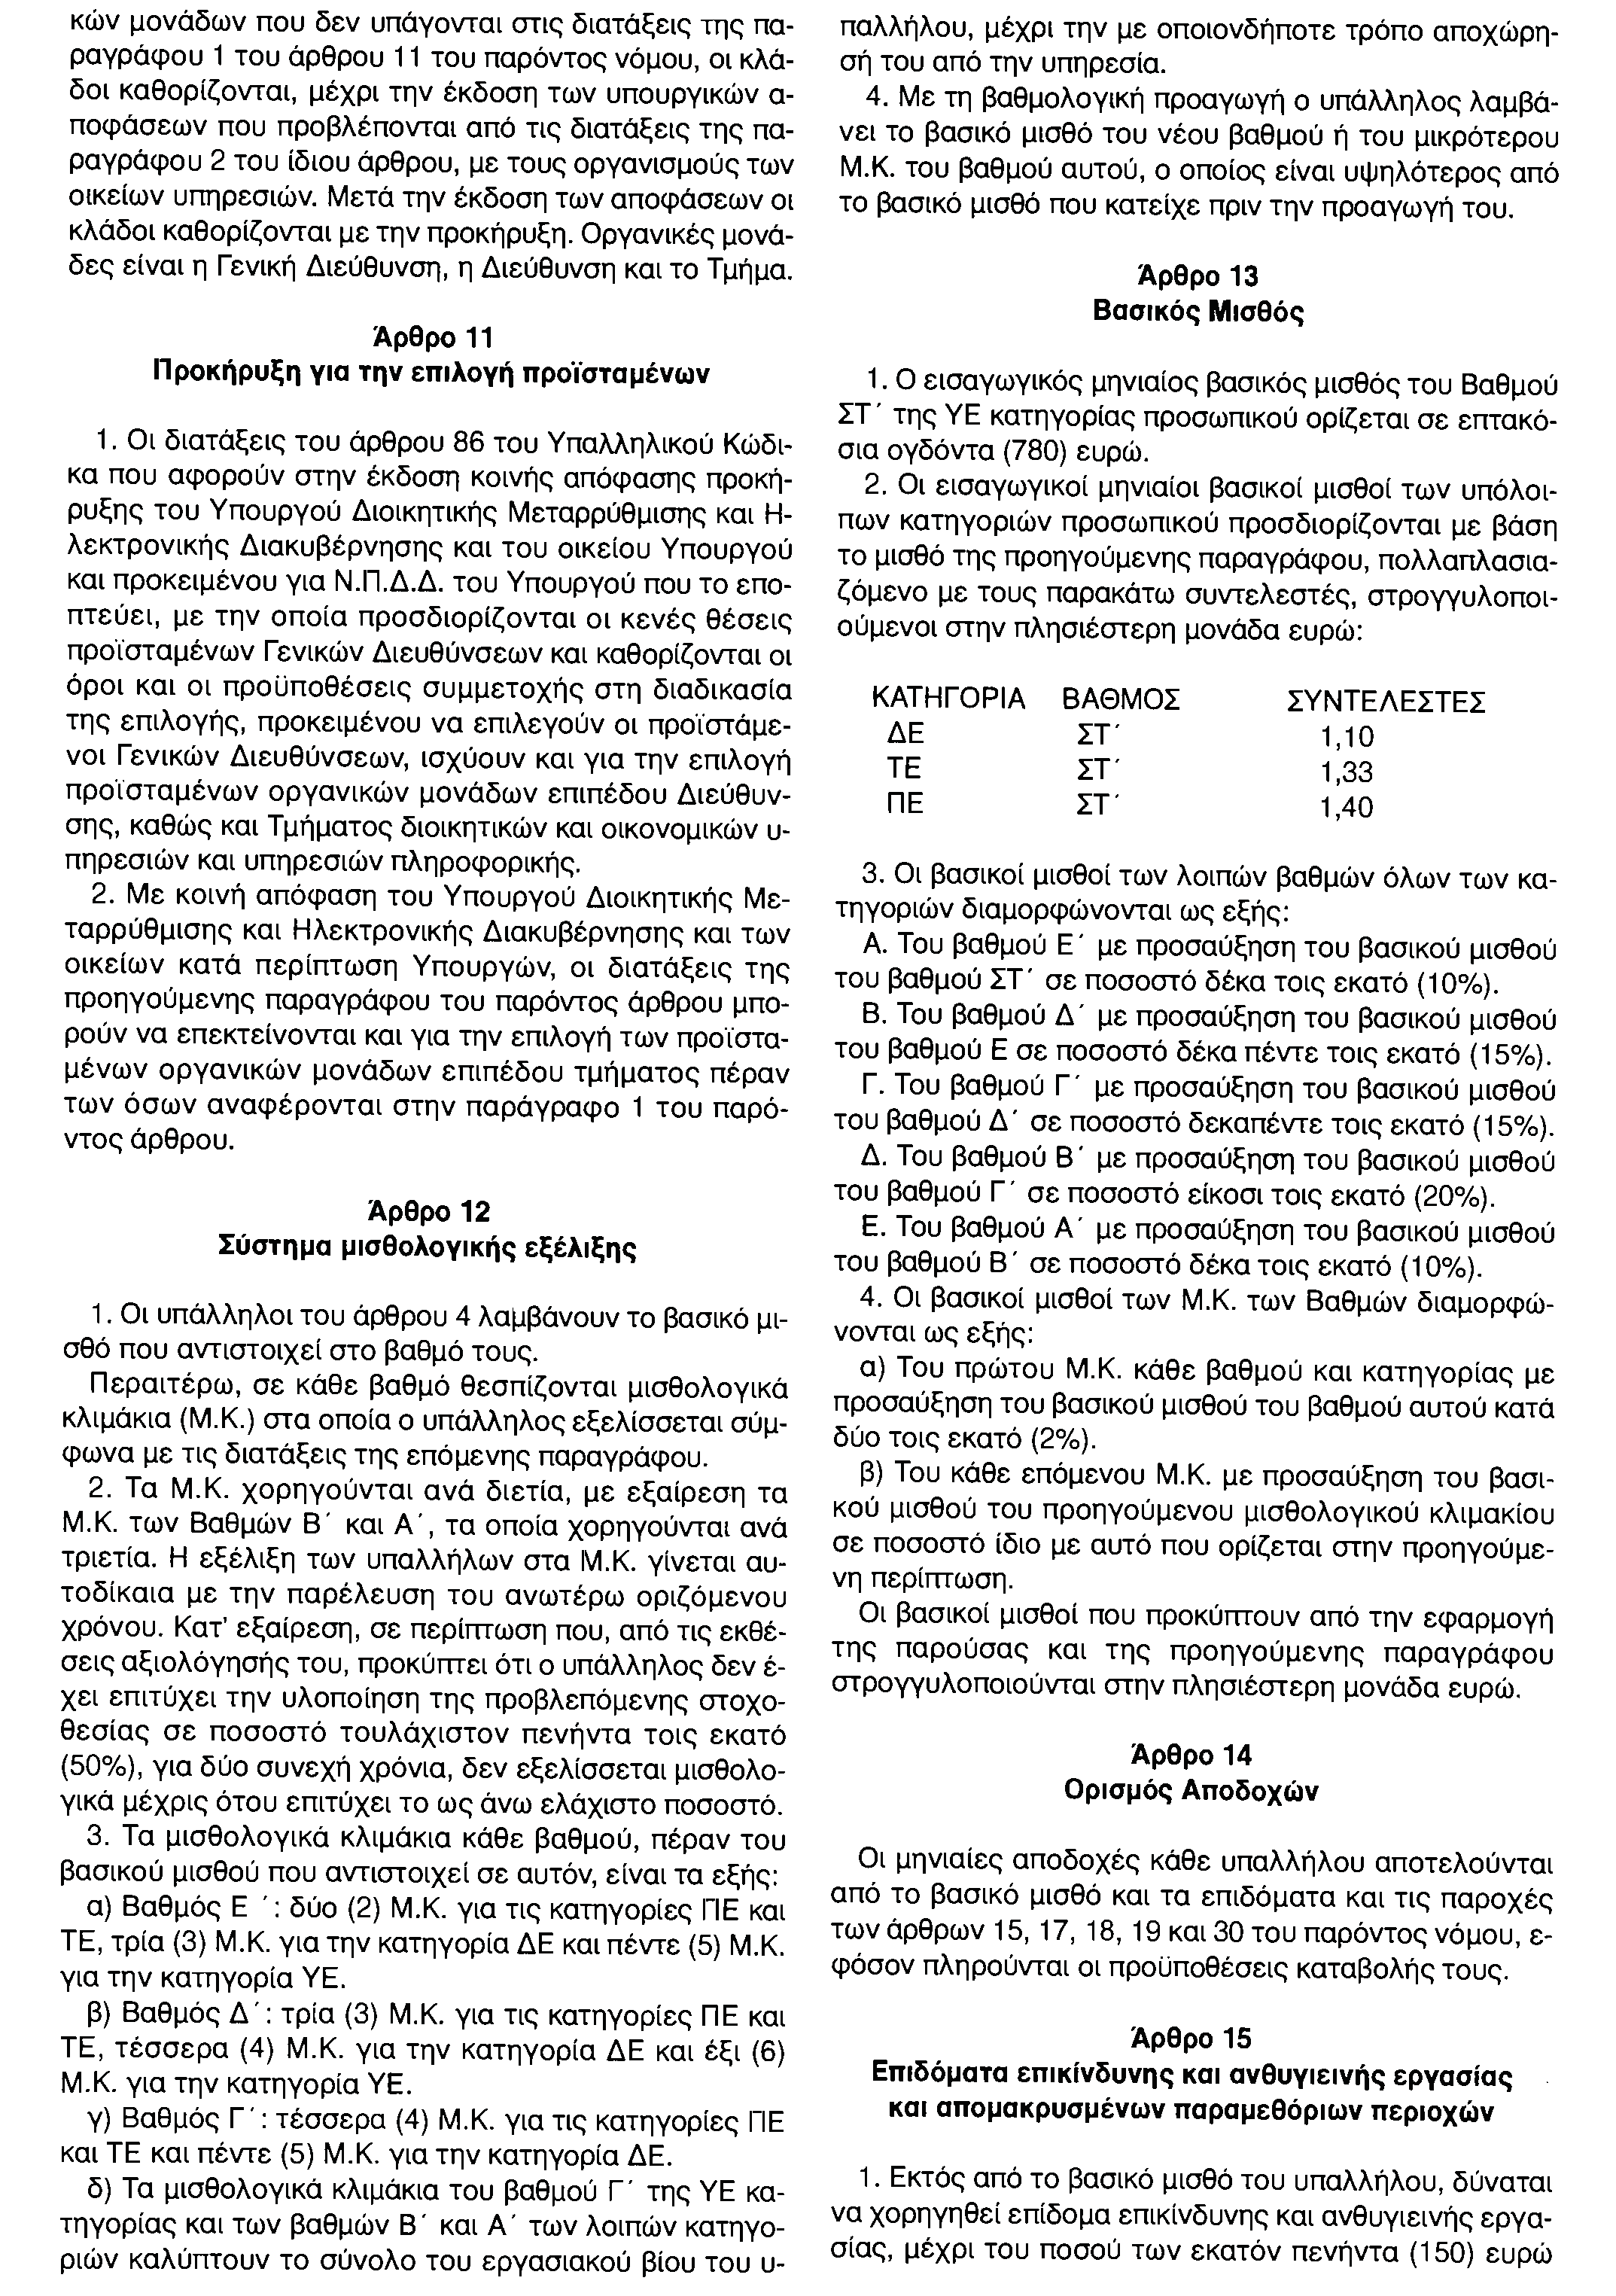 κών μονάδων που δεν υπάγονται στις διατάξεις της πα-
ραγράφου 1 του άρθρου 11 του παρόντος νόμου, οι κλά-
δοι καθορίζονται, μέχρι την έκδοση των υπουργικών α-
ποφάσεων που προβλέπονται από τις διατάξεις της πα-
ραγράφου 2 του ίδιου άρθρου, με τους οργανισμούς των
οικείων υπηρεσιών. Μετά την έκδοση των αποφάσεων οι
κλάδοι καθορίζονται με την προκήρυξη. Οργανικές μονά-
δες είναι η Γενική Διεύθυνση, η Διεύθυνση και το Τμήμα.
Άρθρο 11
Προκήρυξη για την επιλογή προϊσταμένων
1. Οι διατάξεις του άρθρου 86 του Υπαλληλικού Κώδι-
κα που αφορούν στην έκδοση κοινής απόφασης προκή-
ρυξης του Υπουργού Διοικητικής Μεταρρύθμισης και Η-
λεκτρονικής Διακυβέρνησης και του οικείου Υπουργού
και προκειμένου για Ν.Π.Δ.Δ. του Υπουργού που το επο-
πτεύει, με την οποία προσδιορίζονται οι κενές θέσεις
προϊσταμένων Γενικών Διευθύνσεων και καθορίζονται οι
όροι και οι προϋποθέσεις συμμετοχής στη διαδικασία
της επιλογής, προκειμένου να επιλεγούν οι προϊστάμε-
νοι Γενικών Διευθύνσεων, ισχύουν και για την επιλογή
προϊσταμένων οργανικών μονάδων επιπέδου Διεύθυν-
σης, καθώς και Τμήματος διοικητικών και οικονομικών υ-
πηρεσιών και υπηρεσιών πληροφορικής.
2. Με κοινή απόφαση του Υπουργού Διοικητικής Με-
ταρρύθμισης και Ηλεκτρονικής Διακυβέρνησης και των
οικείων κατά περίπτωση Υπουργών, οι διατάξεις της
προηγούμενης παραγράφου του παρόντος άρθρου μπο-
ρούν να επεκτείνονται και για την επιλογή των προϊστα-
μένων οργανικών μονάδων επιπέδου τμήματος πέραν
των όσων αναφέρονται στην παράγραφο 1 του παρό-
ντος άρθρου.
Άρθρο 12
Σύστημα μισθολογικής εξέλιξης
1. Οι υπάλληλοι του άρθρου 4 λαμβάνουν το βασικό μι-
σθό που αντιστοιχεί στο βαθμό τους.
Περαιτέρω, σε κάθε βαθμό θεσπίζονται μισθολογικά
κλιμάκια (Μ.Κ.) στα οποία ο υπάλληλος εξελίσσεται σύμ-
φωνα με τις διατάξεις της επόμενης παραγράφου.
2. Τα Μ.Κ. χορηγούνται ανά διετία, με εξαίρεση τα
Μ.Κ. των Βαθμών Β΄ και Α΄, τα οποία χορηγούνται ανά
τριετία. Η εξέλιξη των υπαλλήλων στα Μ.Κ. γίνεται αυ-
τοδίκαια με την παρέλευση του ανωτέρω οριζόμενου
χρόνου. Κατ’ εξαίρεση, σε περίπτωση που, από τις εκθέ-
σεις αξιολόγησής του, προκύπτει ότι ο υπάλληλος δεν έ-
χει επιτύχει την υλοποίηση της προβλεπόμενης στοχο-
θεσίας σε ποσοστό τουλάχιστον πενήντα τοις εκατό
(50%), για δύο συνεχή χρόνια, δεν εξελίσσεται μισθολο-
γικά μέχρις ότου επιτύχει το ως άνω ελάχιστο ποσοστό.
3. Τα μισθολογικά κλιμάκια κάθε βαθμού, πέραν του
βασικού μισθού που αντιστοιχεί σε αυτόν, είναι τα εξής:
α) Βαθμός Ε ΄: δύο (2) Μ.Κ. για τις κατηγορίες ΠΕ και
ΤΕ, τρία (3) Μ.Κ. για την κατηγορία ΔΕ και πέντε (5) Μ.Κ.
για την κατηγορία ΥΕ.
β) Βαθμός Δ΄: τρία (3) Μ.Κ. για τις κατηγορίες ΠΕ και
ΤΕ, τέσσερα (4) Μ.Κ. για την κατηγορία ΔΕ και έξι (6)
Μ.Κ. για την κατηγορία ΥΕ.
γ) Βαθμός Γ΄: τέσσερα (4) Μ.Κ. για τις κατηγορίες ΠΕ
και ΤΕ και πέντε (5) Μ.Κ. για την κατηγορία ΔΕ.
δ) Τα μισθολογικά κλιμάκια του βαθμού Γ΄ της ΥΕ κα-
τηγορίας και των βαθμών Β΄ και Α΄ των λοιπών κατηγο-
ριών καλύπτουν το σύνολο του εργασιακού βίου του υ-
παλλήλου, μέχρι την με οποιονδήποτε τρόπο αποχώρη-
σή του από την υπηρεσία.
4. Με τη βαθμολογική προαγωγή ο υπάλληλος λαμβά-
νει το βασικό μισθό του νέου βαθμού ή του μικρότερου
Μ.Κ. του βαθμού αυτού, ο οποίος είναι υψηλότερος από
το βασικό μισθό που κατείχε πριν την προαγωγή του.
Άρθρο 13
Βασικός Μισθός
1. Ο εισαγωγικός μηνιαίος βασικός μισθός του Βαθμού
ΣΤ΄ της ΥΕ κατηγορίας προσωπικού ορίζεται σε επτακό-
σια ογδόντα (780) ευρώ.
2. Οι εισαγωγικοί μηνιαίοι βασικοί μισθοί των υπόλοι-
πων κατηγοριών προσωπικού προσδιορίζονται με βάση
το μισθό της προηγούμενης παραγράφου, πολλαπλασια-
ζόμενο με τους παρακάτω συντελεστές, στρογγυλοποι-
ούμενοι στην πλησιέστερη μονάδα ευρώ:
ΚΑΤΗΓΟΡΙΑ ΒΑΘΜΟΣ ΣΥΝΤΕΛΕΣΤΕΣ
ΔΕ ΣΤ΄ 1,10
ΤΕ ΣΤ΄ 1,33
ΠΕ ΣΤ΄ 1,40
3. Οι βασικοί μισθοί των λοιπών βαθμών όλων των κα-
τηγοριών διαμορφώνονται ως εξής:
Α. Του βαθμού Ε΄ με προσαύξηση του βασικού μισθού
του βαθμού ΣΤ΄ σε ποσοστό δέκα τοις εκατό (10%).
Β. Του βαθμού Δ΄ με προσαύξηση του βασικού μισθού
του βαθμού Ε σε ποσοστό δέκα πέντε τοις εκατό (15%).
Γ. Του βαθμού Γ΄ με προσαύξηση του βασικού μισθού
του βαθμού Δ΄ σε ποσοστό δεκαπέντε τοις εκατό (15%).
Δ. Του βαθμού Β΄ με προσαύξηση του βασικού μισθού
του βαθμού Γ΄ σε ποσοστό είκοσι τοις εκατό (20%).
Ε. Του βαθμού Α΄ με προσαύξηση του βασικού μισθού
του βαθμού Β΄ σε ποσοστό δέκα τοις εκατό (10%).
4. Οι βασικοί μισθοί των Μ.Κ. των Βαθμών διαμορφώ-
νονται ως εξής:
α) Του πρώτου Μ.Κ. κάθε βαθμού και κατηγορίας με
προσαύξηση του βασικού μισθού του βαθμού αυτού κατά
δύο τοις εκατό (2%).
β) Του κάθε επόμενου Μ.Κ. με προσαύξηση του βασι-
κού μισθού του προηγούμενου μισθολογικού κλιμακίου
σε ποσοστό ίδιο με αυτό που ορίζεται στην προηγούμε-
νη περίπτωση.
Οι βασικοί μισθοί που προκύπτουν από την εφαρμογή
της παρούσας και της προηγούμενης παραγράφου
στρογγυλοποιούνται στην πλησιέστερη μονάδα ευρώ.
Άρθρο 14
Ορισμός Αποδοχών
Οι μηνιαίες αποδοχές κάθε υπαλλήλου αποτελούνται
από το βασικό μισθό και τα επιδόματα και τις παροχές
των άρθρων 15, 17, 18, 19 και 30 του παρόντος νόμου, ε-
φόσον πληρούνται οι προϋποθέσεις καταβολής τους.
Άρθρο 15
Επιδόματα επικίνδυνης και ανθυγιεινής εργασίας
και απομακρυσμένων παραμεθόριων περιοχών
1. Εκτός από το βασικό μισθό του υπαλλήλου, δύναται
να χορηγηθεί επίδομα επικίνδυνης και ανθυγιεινής εργα-
σίας, μέχρι του ποσού των εκατόν πενήντα (150) ευρώ